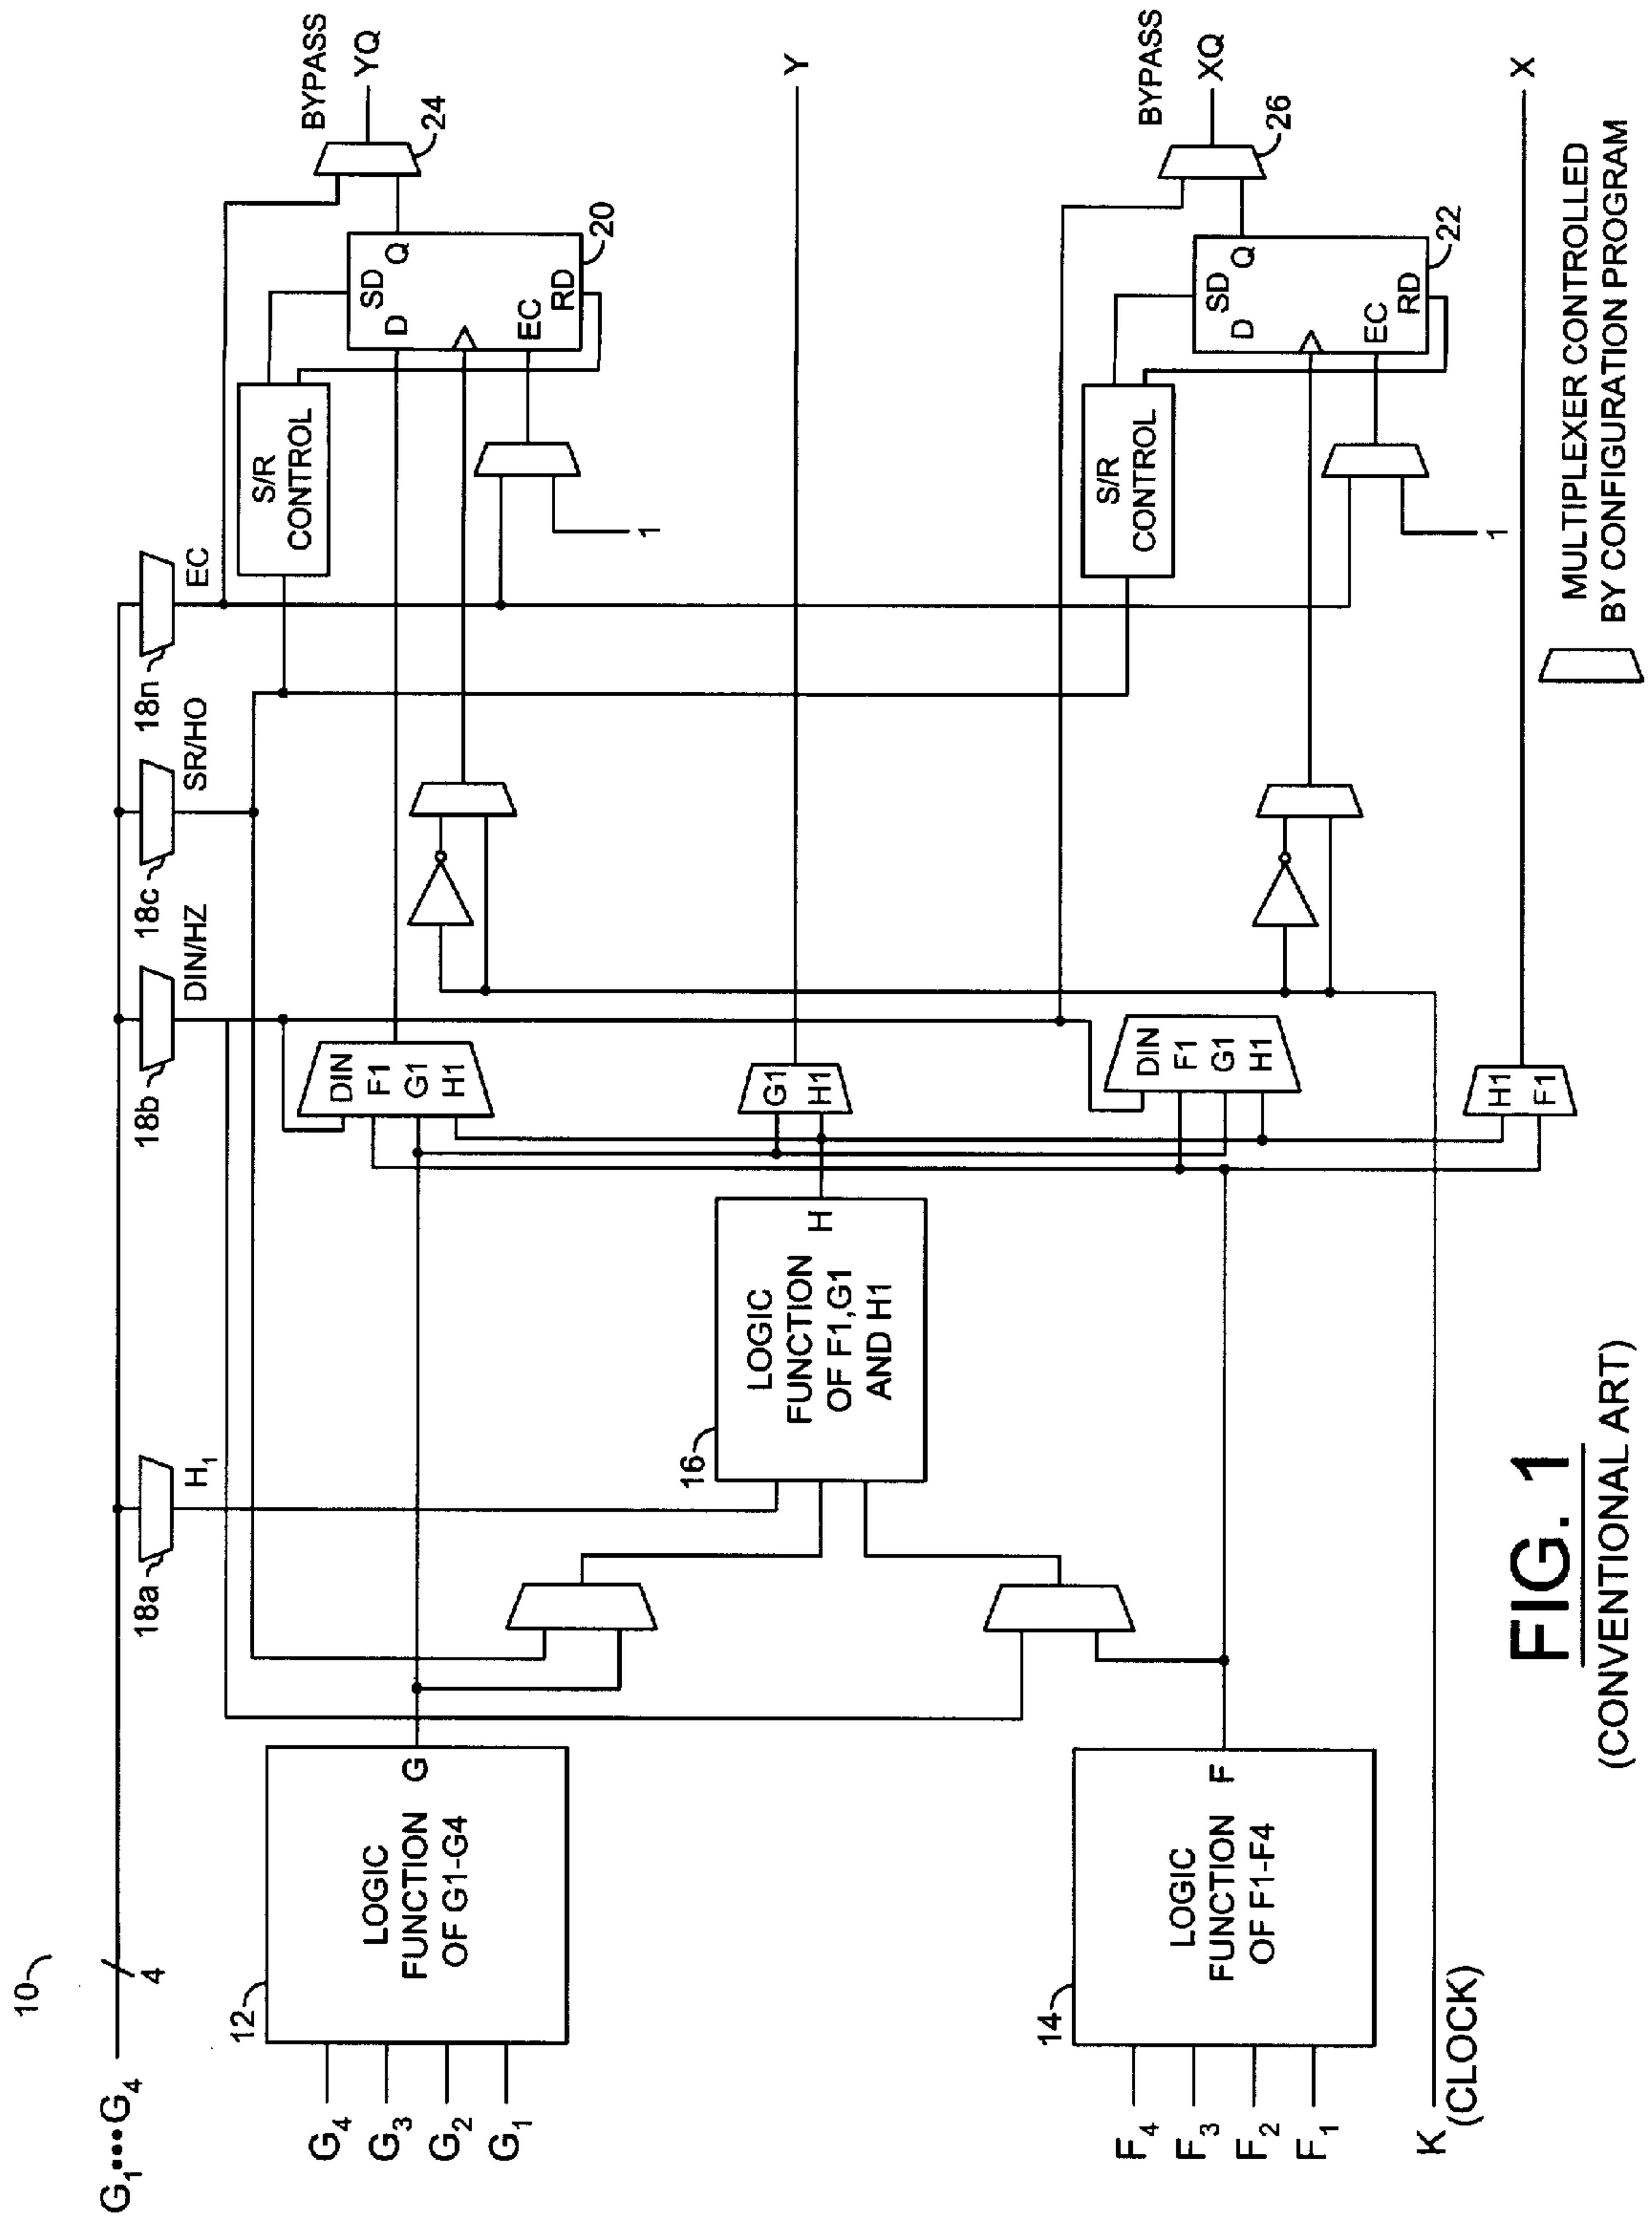 10
G1••••G4
4
18a
H1
18b
DIN/HZ
18c
SR/HO
18n
EC
12
G4
G3
G2
G1
LOGIC
FUNCTION
OF G1-G4
G
DIN
F1
G1
H1
S/R
CONTROL
1
SD
D
Q
EC
RD
20
24
BYPASS
YQ
16
LOGIC
FUNCTION
OF F1,G1
AND H1
H
G1
H1
Y
14
F4
F3
F2
F1
LOGIC
FUNCTION
OF F1-F4
F
DIN
F1
G1
H1
S/R
CONTROL
1
SD
D
Q
EC
RD
22
26
BYPASS
XQ
K
(CLOCK)
H1
F1
X
MULTIPLEXER CONTROLLED
BY CONFIGURATION PROGRAM
FIG. 1
(CONVENTIONAL ART)